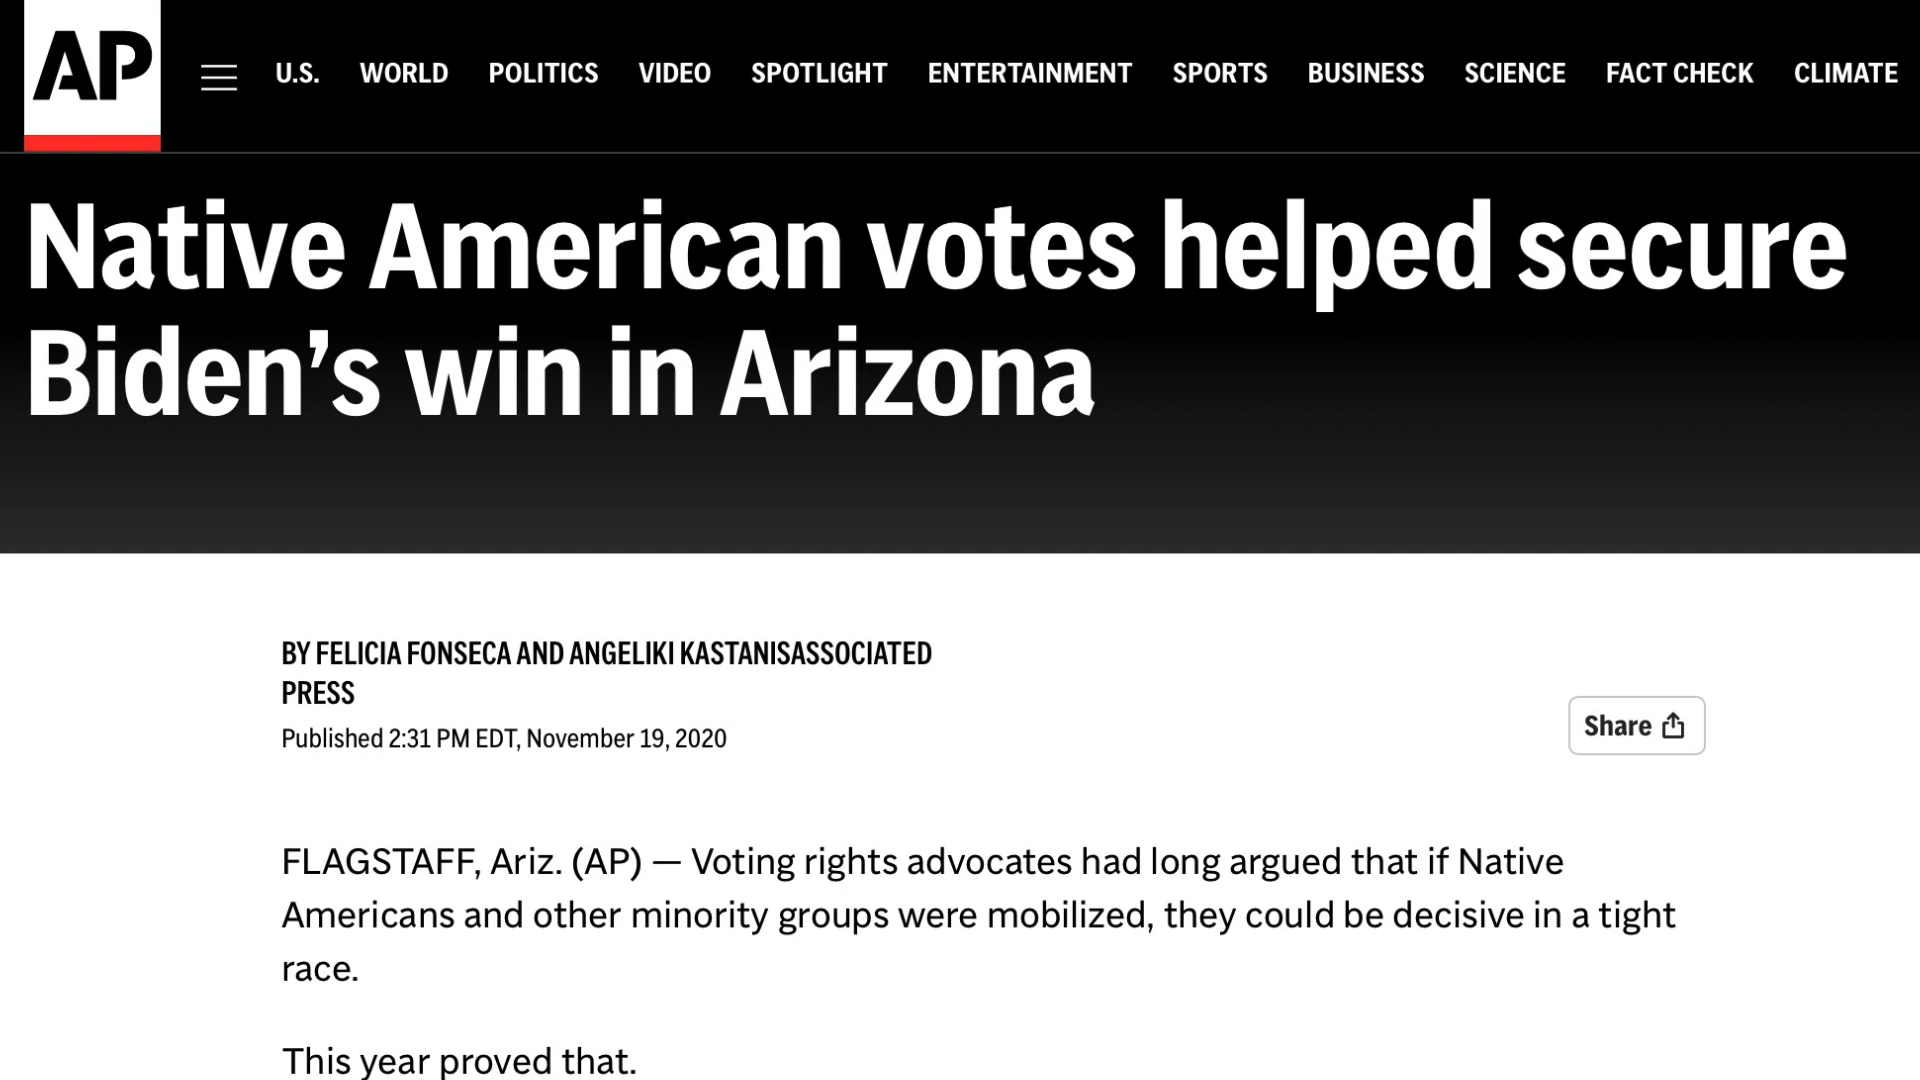 AP
U.S. WORLD POLITICS VIDEO SPOTLIGHT ENTERTAINMENT SPORTS BUSINESS SCIENCE FACT CHECK CLIMATE
Native American votes helped secure
Biden’s win in Arizona
BY FELICIA FONSECA AND ANGELIKI KASTANISASSOCIATED
PRESS
Published 2:31 PM EDT, November 19, 2020
Share
FLAGSTAFF, Ariz. (AP) — Voting rights advocates had long argued that if Native
Americans and other minority groups were mobilized, they could be decisive in a tight
race.
This year proved that.